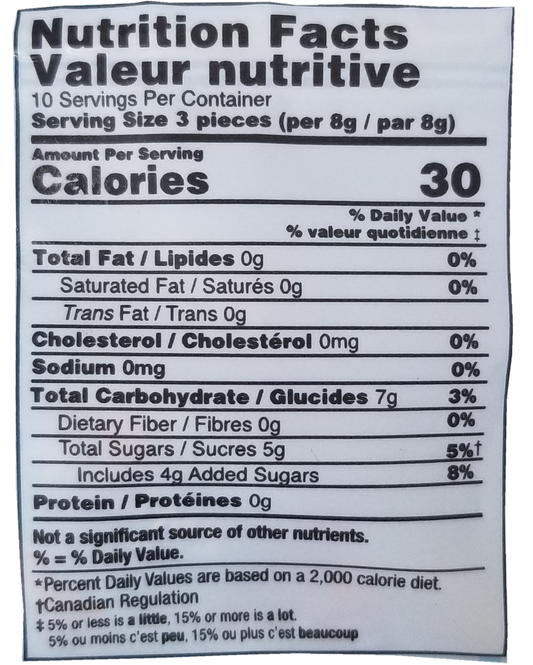 Nutrition Facts
Valeur nutritive
10 Servings Per Container
Serving Size 3 pieces (per 8g / par 8g)
Amount Per Serving
Calories 30
% Daily Value *
% valeur quotidienne ‡
Total Fat / Lipides 0g 0%
Saturated Fat / Saturés 0g 0%
Trans Fat / Trans 0g
Cholesterol / Cholestérol 0mg 0%
Sodium 0mg 0%
Total Carbohydrate / Glucides 7g 3%
Dietary Fiber / Fibres 0g 0%
Total Sugars / Sucres 5g 5%†
Includes 4g Added Sugars 8%
Protein / Protéines 0g
Not a significant source of other nutrients.
% = % Daily Value.
*Percent Daily Values are based on a 2,000 calorie diet.
†Canadian Regulation
‡ 5% or less is a little, 15% or more is a lot.
5% ou moins c'est peu, 15% ou plus c'est beaucoup